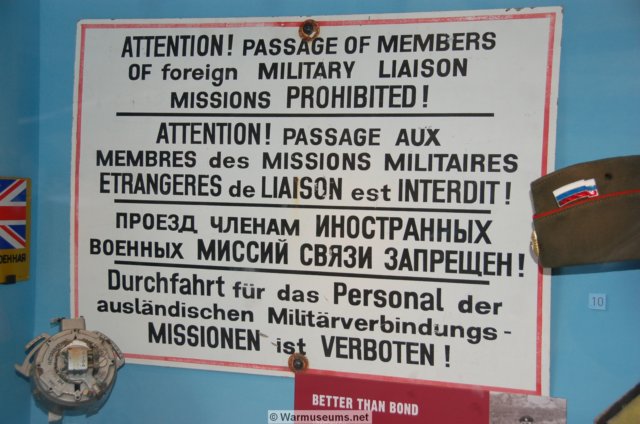 ATTENTION! PASSAGE OF MEMBERS
OF foreign MILITARY LIAISON
MISSIONS PROHIBITED!
ATTENTION! PASSAGE AUX
MEMBRES des MISSIONS MILITAIRES
ETRANGERES de LIAISON est INTERDIT!
ПРОЕЗД ЧЛЕНАМ ИНОСТРАННЫХ
ВОЕННЫХ МИССИЙ СВЯЗИ ЗАПРЕЩЕН!
Durchfahrt für das Personal der
ausländischen Militärverbindungs-
MISSIONEN ist VERBOTEN!
10
BETTER THAN BOND
© Warmuseums.net